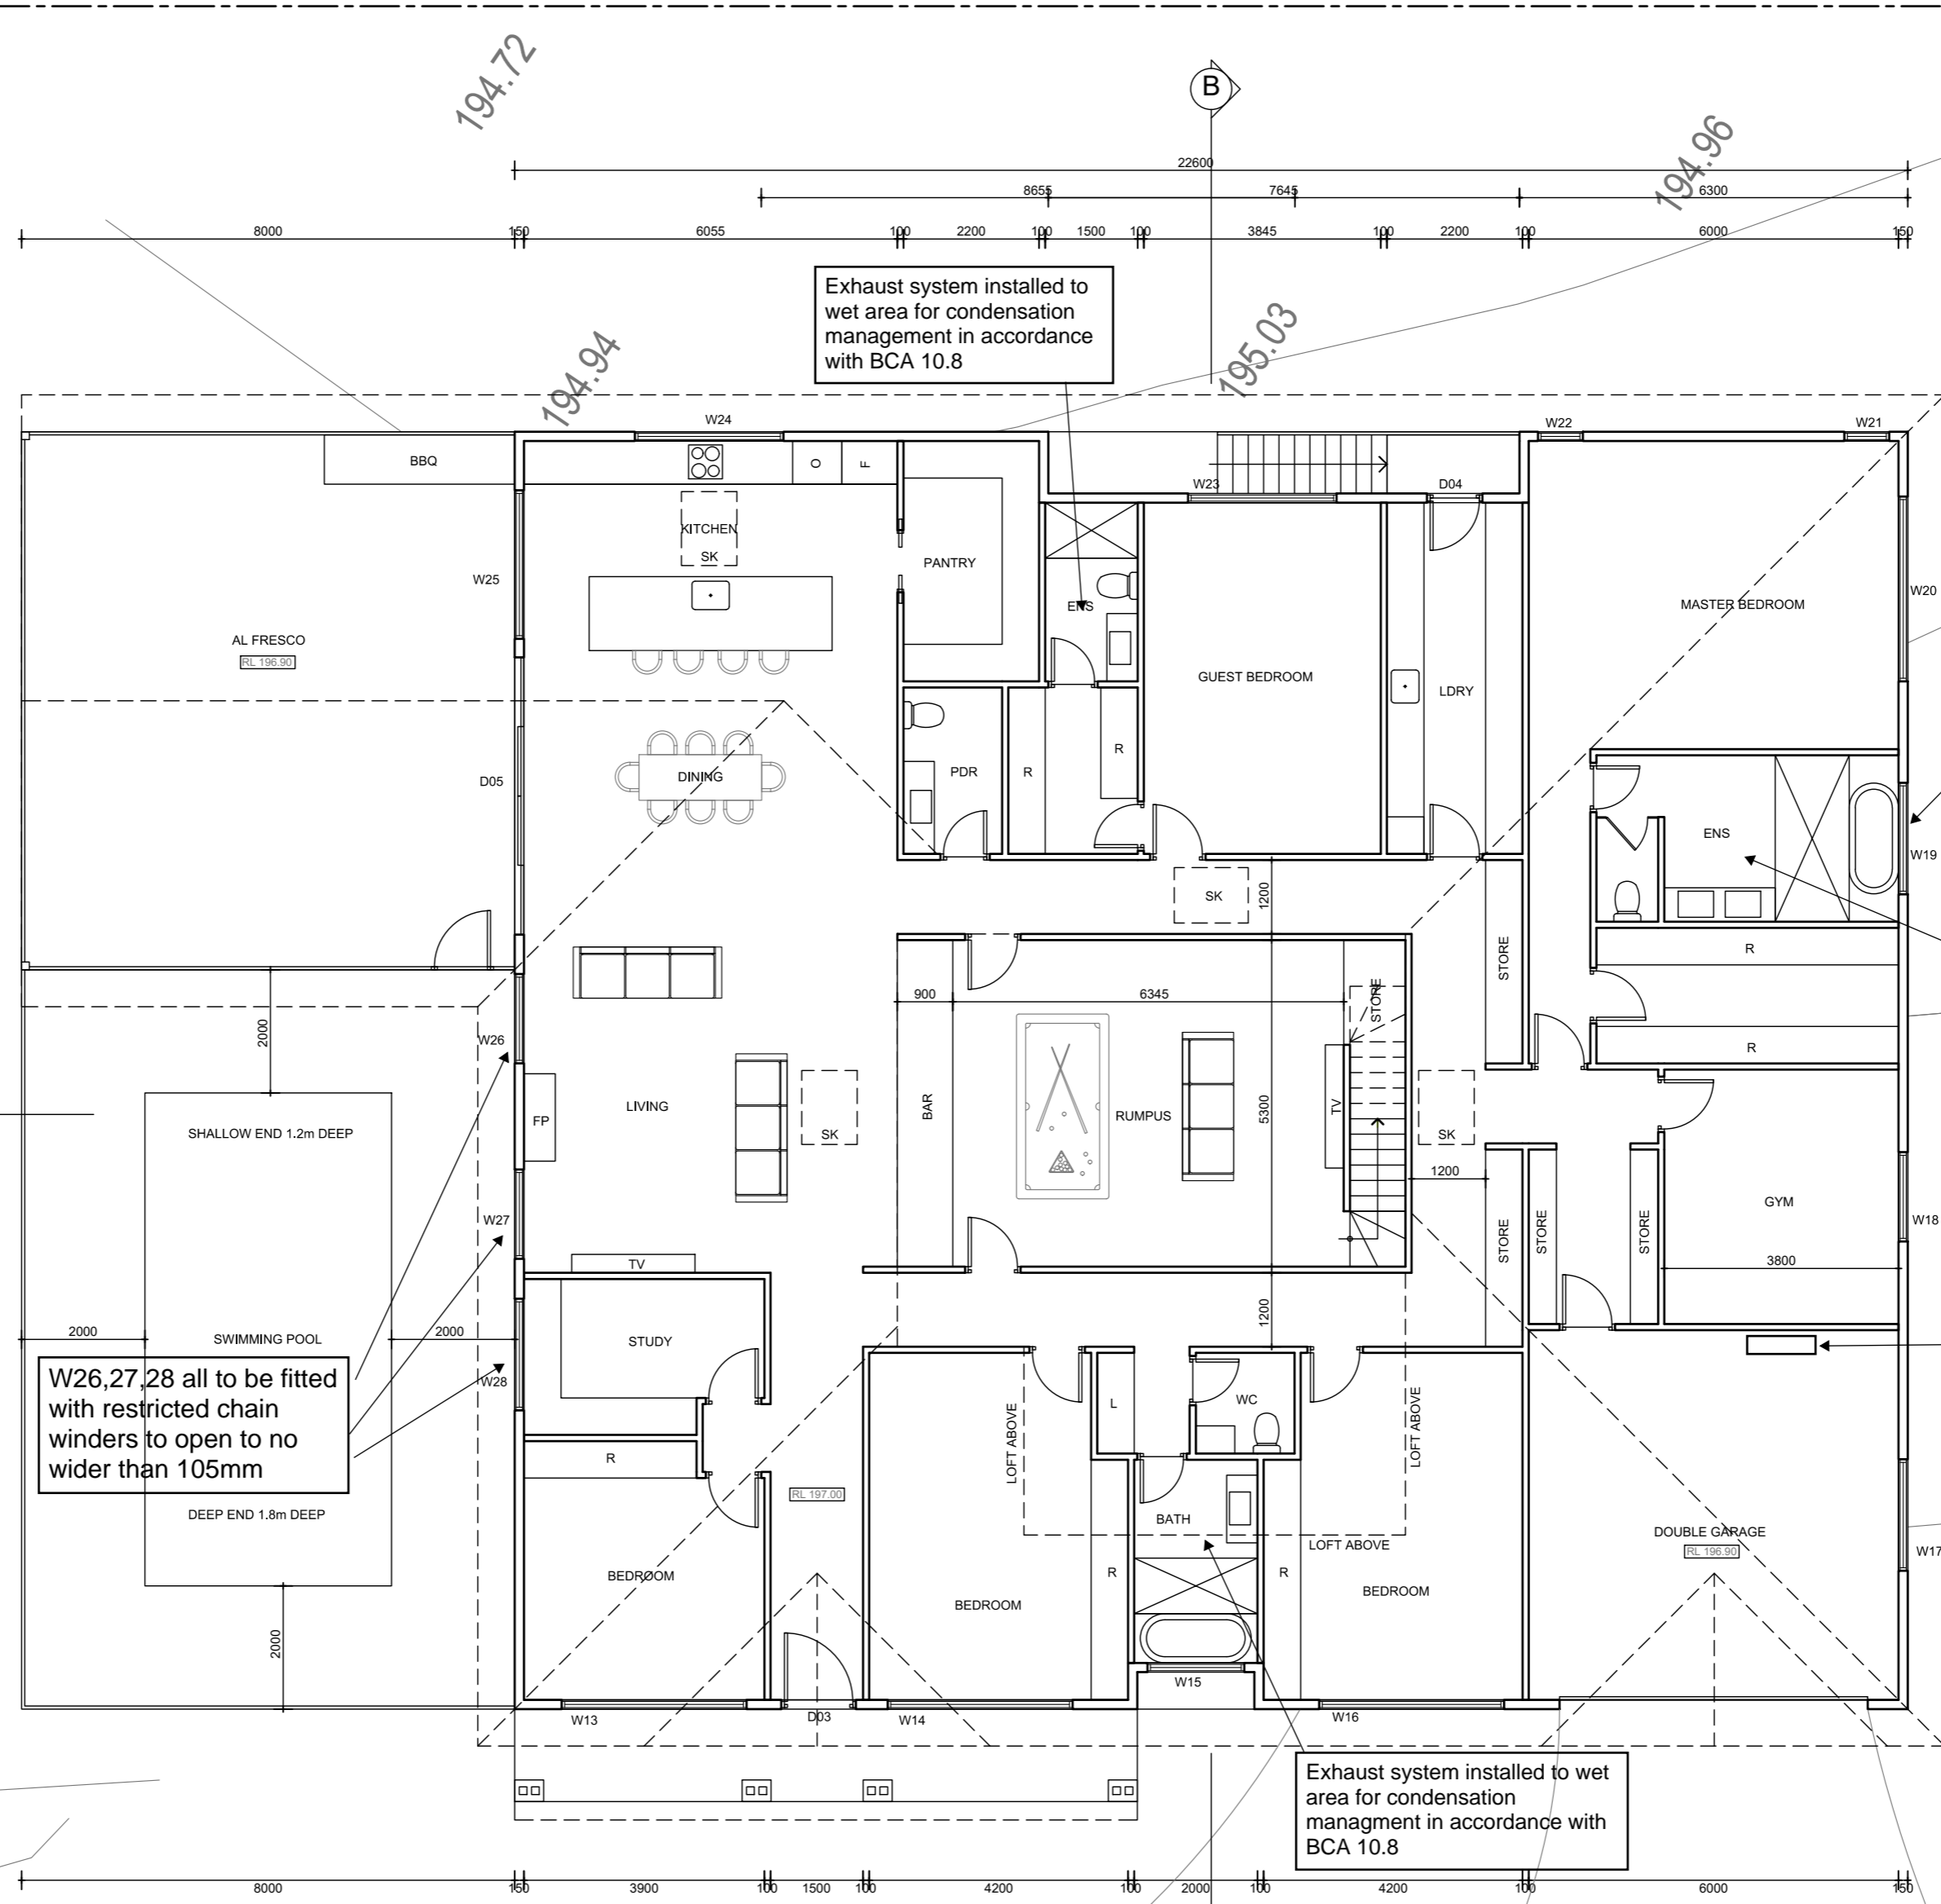 194.72
B
194.96
22600
8655
7645
6300
8000
150
6055
100
2200
100
1500
100
3845
100
2200
100
6000
150
Exhaust system installed to
wet area for condensation
management in accordance
with BCA 10.8
194.94
195.03
W24
W22
W21
BBQ
O
F
W23
D04
KITCHEN
SK
PANTRY
W25
ENS
MASTER BEDROOM
W20
AL FRESCO
RL 196.90
GUEST BEDROOM
LDRY
R
R
PDR
DINING
D05
ENS
W19
SK
1200
STORE
R
900
6345
STORE
2000
W26
R
LIVING
FP
SK
BAR
RUMPUS
5300
TV
SK
SHALLOW END 1.2m DEEP
1200
W27
STORE
STORE
STORE
GYM
W18
3800
TV
1200
2000
SWIMMING POOL
2000
STUDY
W28
W26,27,28 all to be fitted
with restricted chain
winders to open to no
wider than 105mm
L
WC
LOFT ABOVE
LOFT ABOVE
R
RL 197.00
DEEP END 1.8m DEEP
BATH
LOFT ABOVE
DOUBLE GARAGE
RL 196.90
W17
BEDROOM
R
R
BEDROOM
BEDROOM
2000
W15
W13
D03
W14
W16
Exhaust system installed to wet
area for condensation
managment in accordance with
BCA 10.8
8000
150
3900
100
1500
100
4200
100
2000
100
4200
100
6000
150